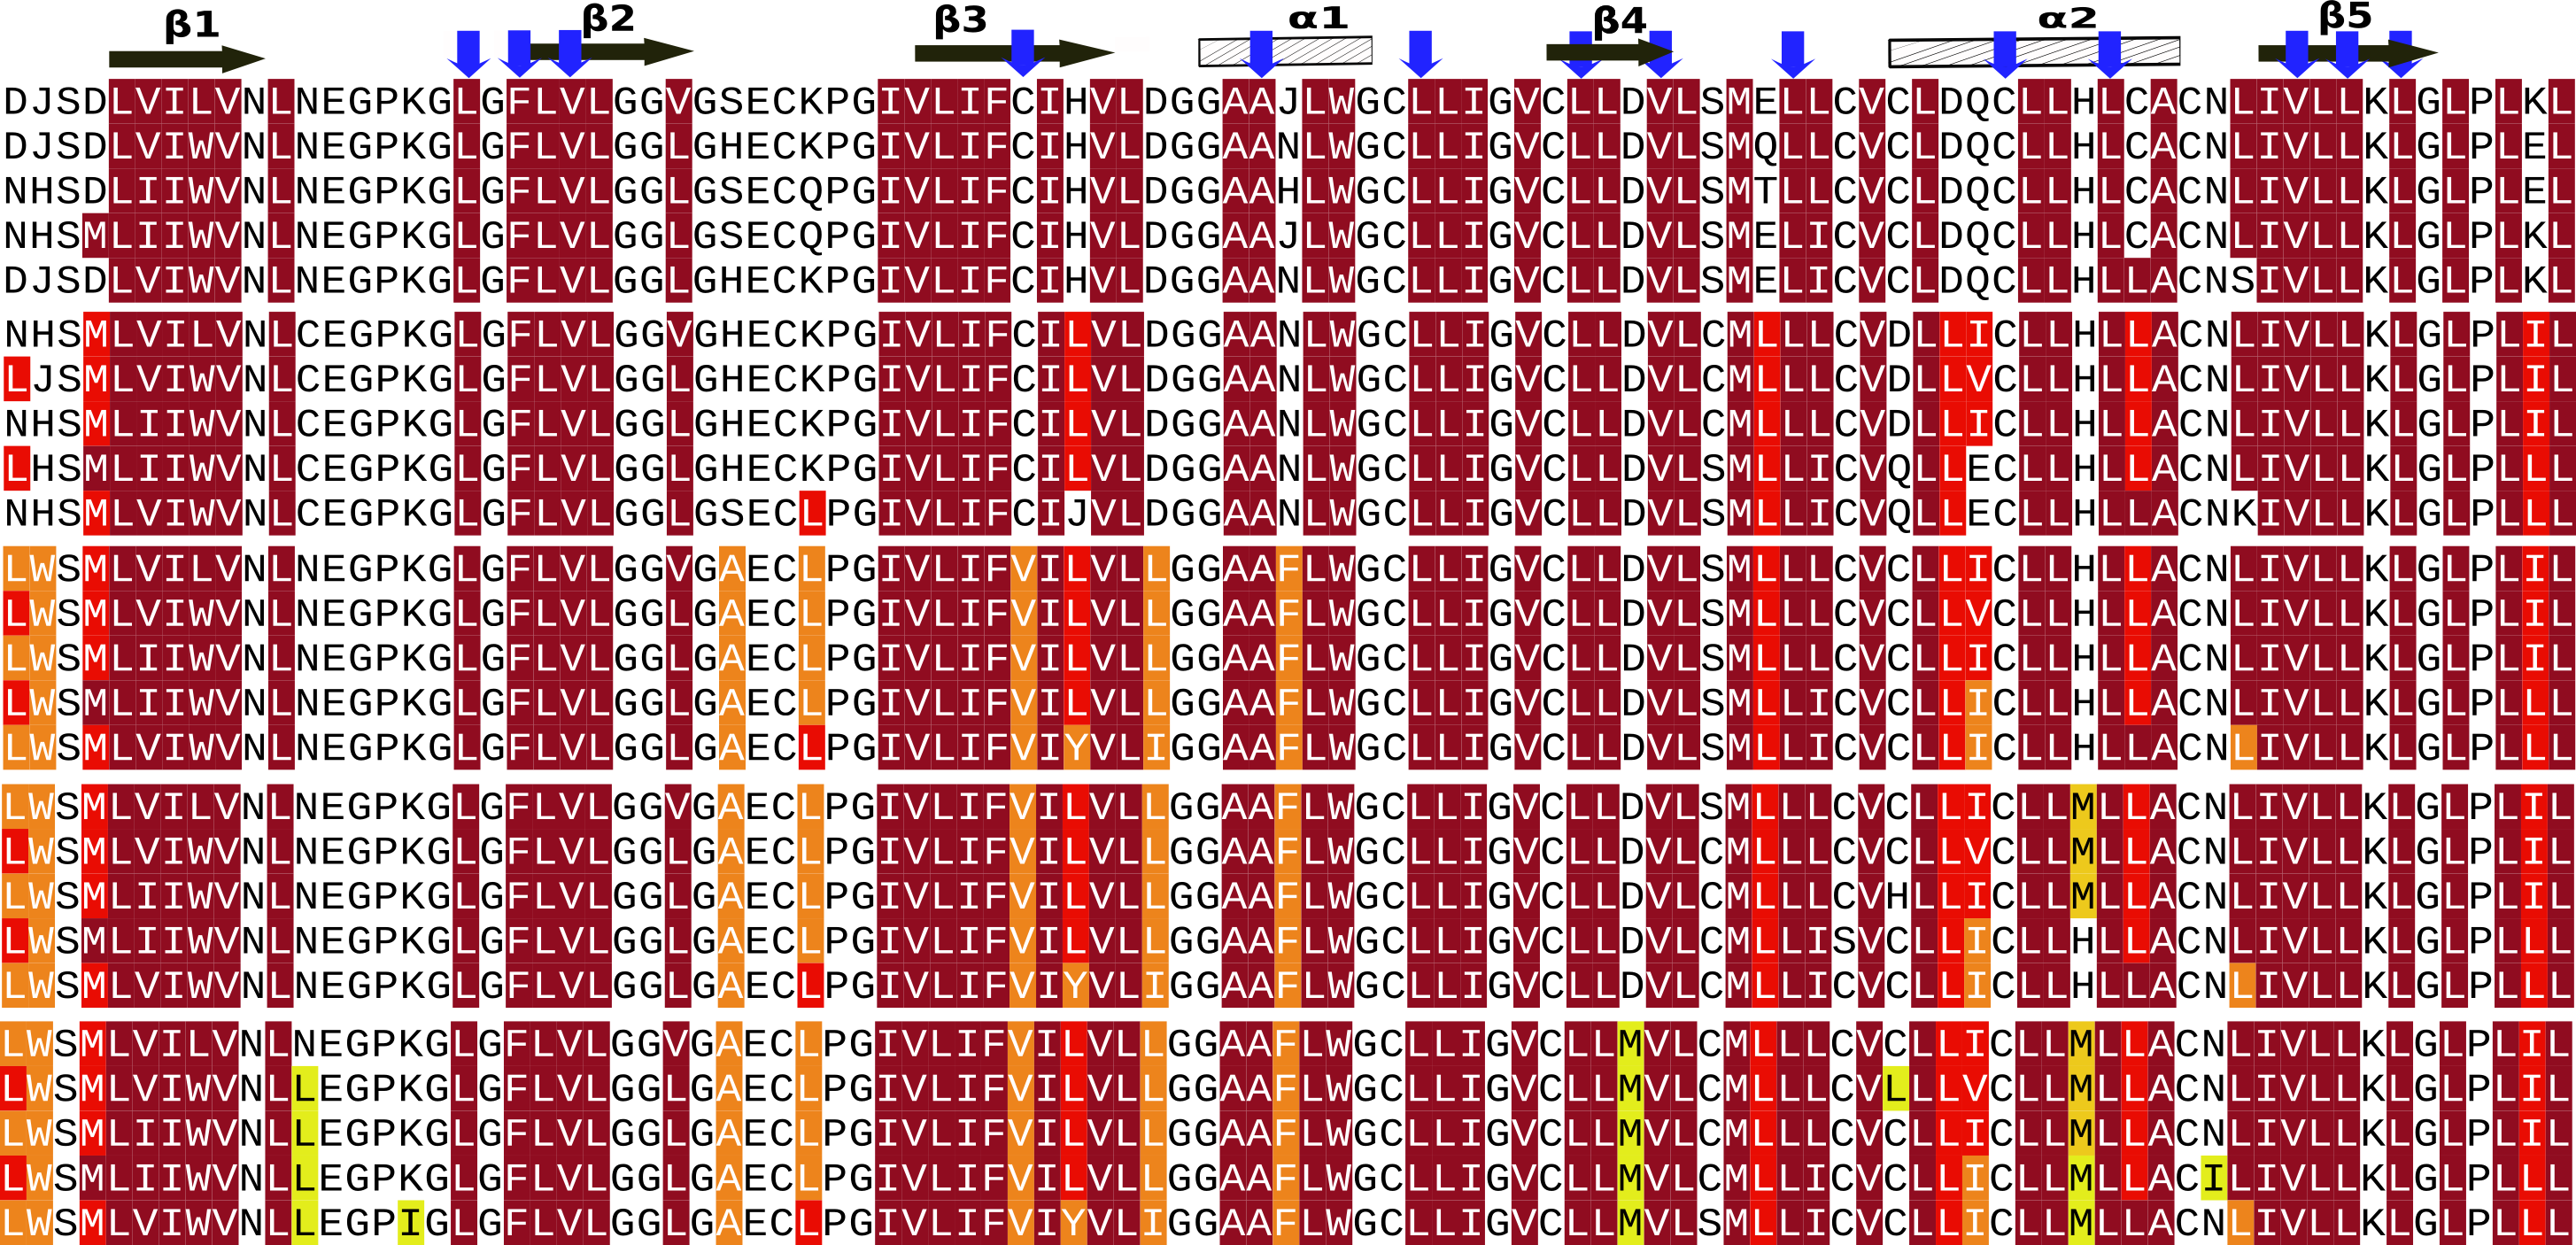 β1 β2 β3 α1 β4 α2 β5
DJSDLVILVNLNEGPKGLGFLVLGGVGSECKPGIVLIFCIHVLDGGAAJLWGCLLIGVCLLDVLSMELLCVCLDQCLLHLCACNLIVLLKLGLPLKL
DJSDLVIWVNLNEGPKGLGFLVLGGLGHECKPGIVLIFCIHVLDGGAANLWGCLLIGVCLLDVLSMQLLCVCLDQCLLHLCACNLIVLLKLGLPLEL
NHSDLIIWVNLNEGPKGLGFLVLGGLGSECQPGIVLIFCIHVLDGGAAHLWGCLLIGVCLLDVLSMTLLCVCLDQCLLHLCACNLIVLLKLGLPLEL
NHSMLIIWVNLNEGPKGLGFLVLGGLGSECQPGIVLIFCIHVLDGGAAJLWGCLLIGVCLLDVLSMELICVCLDQCLLHLCACNLIVLLKLGLPLKL
DJSDLVIWVNLNEGPKGLGFLVLGGLGHECKPGIVLIFCIHVLDGGAANLWGCLLIGVCLLDVLSMELICVCLDQCLLHLLACNSIVLLKLGLPLKL
NHSMLVILVNLCEGPKGLGFLVLGGVGHECKPGIVLIFCILVLDGGAANLWGCLLIGVCLLDVLCMLLLCVDLLICLLHLLACNLIVLLKLGLPLIL
LJSMLVIWVNLCEGPKGLGFLVLGGLGHECKPGIVLIFCILVLDGGAANLWGCLLIGVCLLDVLCMLLLCVDLLVCLLHLLACNLIVLLKLGLPLIL
NHSMLIIWVNLCEGPKGLGFLVLGGLGHECKPGIVLIFCILVLDGGAANLWGCLLIGVCLLDVLCMLLLCVDLLICLLHLLACNLIVLLKLGLPLIL
LHSMLIIWVNLCEGPKGLGFLVLGGLGHECKPGIVLIFCILVLDGGAANLWGCLLIGVCLLDVLSMLLICVQLLECLLHLLACNLIVLLKLGLPLLL
NHSMLVIWVNLCEGPKGLGFLVLGGLGSECLPGIVLIFCIJVLDGGAANLWGCLLIGVCLLDVLSMLLICVQLLECLLHLLACNKIVLLKLGLPLLL
LWSMLVILVNLNEGPKGLGFLVLGGVGAECLPGIVLIFVILVLLGGAAFLWGCLLIGVCLLDVLSMLLLCVCLLICLLHLLACNLIVLLKLGLPLIL
LWSMLVIWVNLNEGPKGLGFLVLGGLGAECLPGIVLIFVILVLLGGAAFLWGCLLIGVCLLDVLSMLLLCVCLLVCLLHLLACNLIVLLKLGLPLIL
LWSMLIIWVNLNEGPKGLGFLVLGGLGAECLPGIVLIFVILVLLGGAAFLWGCLLIGVCLLDVLSMLLLCVCLLICLLHLLACNLIVLLKLGLPLIL
LWSMLIIWVNLNEGPKGLGFLVLGGLGAECLPGIVLIFVILVLLGGAAFLWGCLLIGVCLLDVLSMLLICVCLLICLLHLLACNLIVLLKLGLPLLL
LWSMLVIWVNLNEGPKGLGFLVLGGLGAECLPGIVLIFVIYVLIGGAAFLWGCLLIGVCLLDVLSMLLICVCLLICLLHLLACNLIVLLKLGLPLLL
LWSMLVILVNLNEGPKGLGFLVLGGVGAECLPGIVLIFVILVLLGGAAFLWGCLLIGVCLLDVLSMLLLCVCLLICLLMLLACNLIVLLKLGLPLIL
LWSMLVIWVNLNEGPKGLGFLVLGGLGAECLPGIVLIFVILVLLGGAAFLWGCLLIGVCLLDVLCMLLLCVCLLVCLLMLLACNLIVLLKLGLPLIL
LWSMLIIWVNLNEGPKGLGFLVLGGLGAECLPGIVLIFVILVLLGGAAFLWGCLLIGVCLLDVLCMLLLCVHLLICLLMLLACNLIVLLKLGLPLIL
LWSMLIIWVNLNEGPKGLGFLVLGGLGAECLPGIVLIFVILVLLGGAAFLWGCLLIGVCLLDVLCMLLISVCLLICLLHLLACNLIVLLKLGLPLLL
LWSMLVIWVNLNEGPKGLGFLVLGGLGAECLPGIVLIFVIYVLIGGAAFLWGCLLIGVCLLDVLCMLLICVCLLICLLHLLACNLIVLLKLGLPLLL
LWSMLVILVNLNEGPKGLGFLVLGGVGAECLPGIVLIFVILVLLGGAAFLWGCLLIGVCLLMVLCMLLLCVCLLICLLMLLACNLIVLLKLGLPLIL
LWSMLVIWVNLLEGPKGLGFLVLGGLGAECLPGIVLIFVILVLLGGAAFLWGCLLIGVCLLMVLCMLLLCVLLLVCLLMLLACNLIVLLKLGLPLIL
LWSMLIIWVNLLEGPKGLGFLVLGGLGAECLPGIVLIFVILVLLGGAAFLWGCLLIGVCLLMVLCMLLLCVCLLICLLMLLACNLIVLLKLGLPLIL
LWSMLIIWVNLLEGPKGLGFLVLGGLGAECLPGIVLIFVILVLLGGAAFLWGCLLIGVCLLMVLCMLLICVCLLICLLMLLACILIVLLKLGLPLLL
LWSMLVIWVNLLEGPIGLGFLVLGGLGAECLPGIVLIFVIYVLIGGAAFLWGCLLIGVCLLMVLSMLLICVCLLICLLMLLACNLIVLLKLGLPLLL